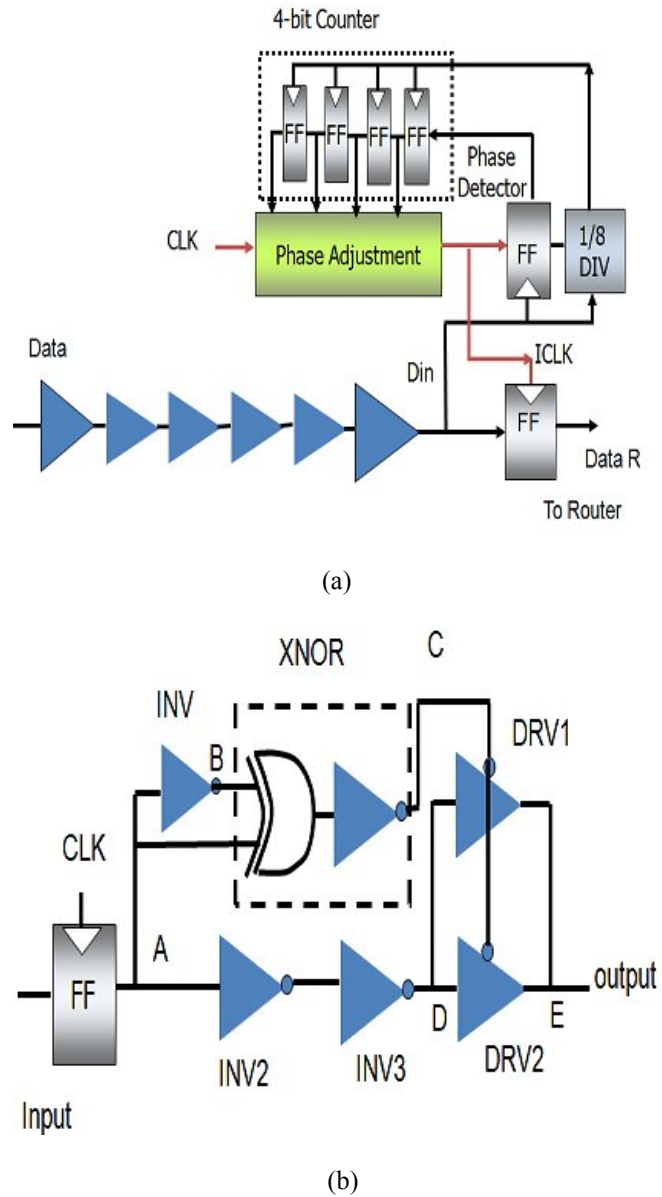 4-bit Counter
FF
FF
FF
FF
Phase
Detector
CLK
Phase Adjustment
FF
1/8
DIV
Data
Din
ICLK
FF
Data R
To Router
(a)
XNOR
C
INV
B
DRV1
CLK
A
FF
output
D
E
INV2
INV3
DRV2
Input
(b)